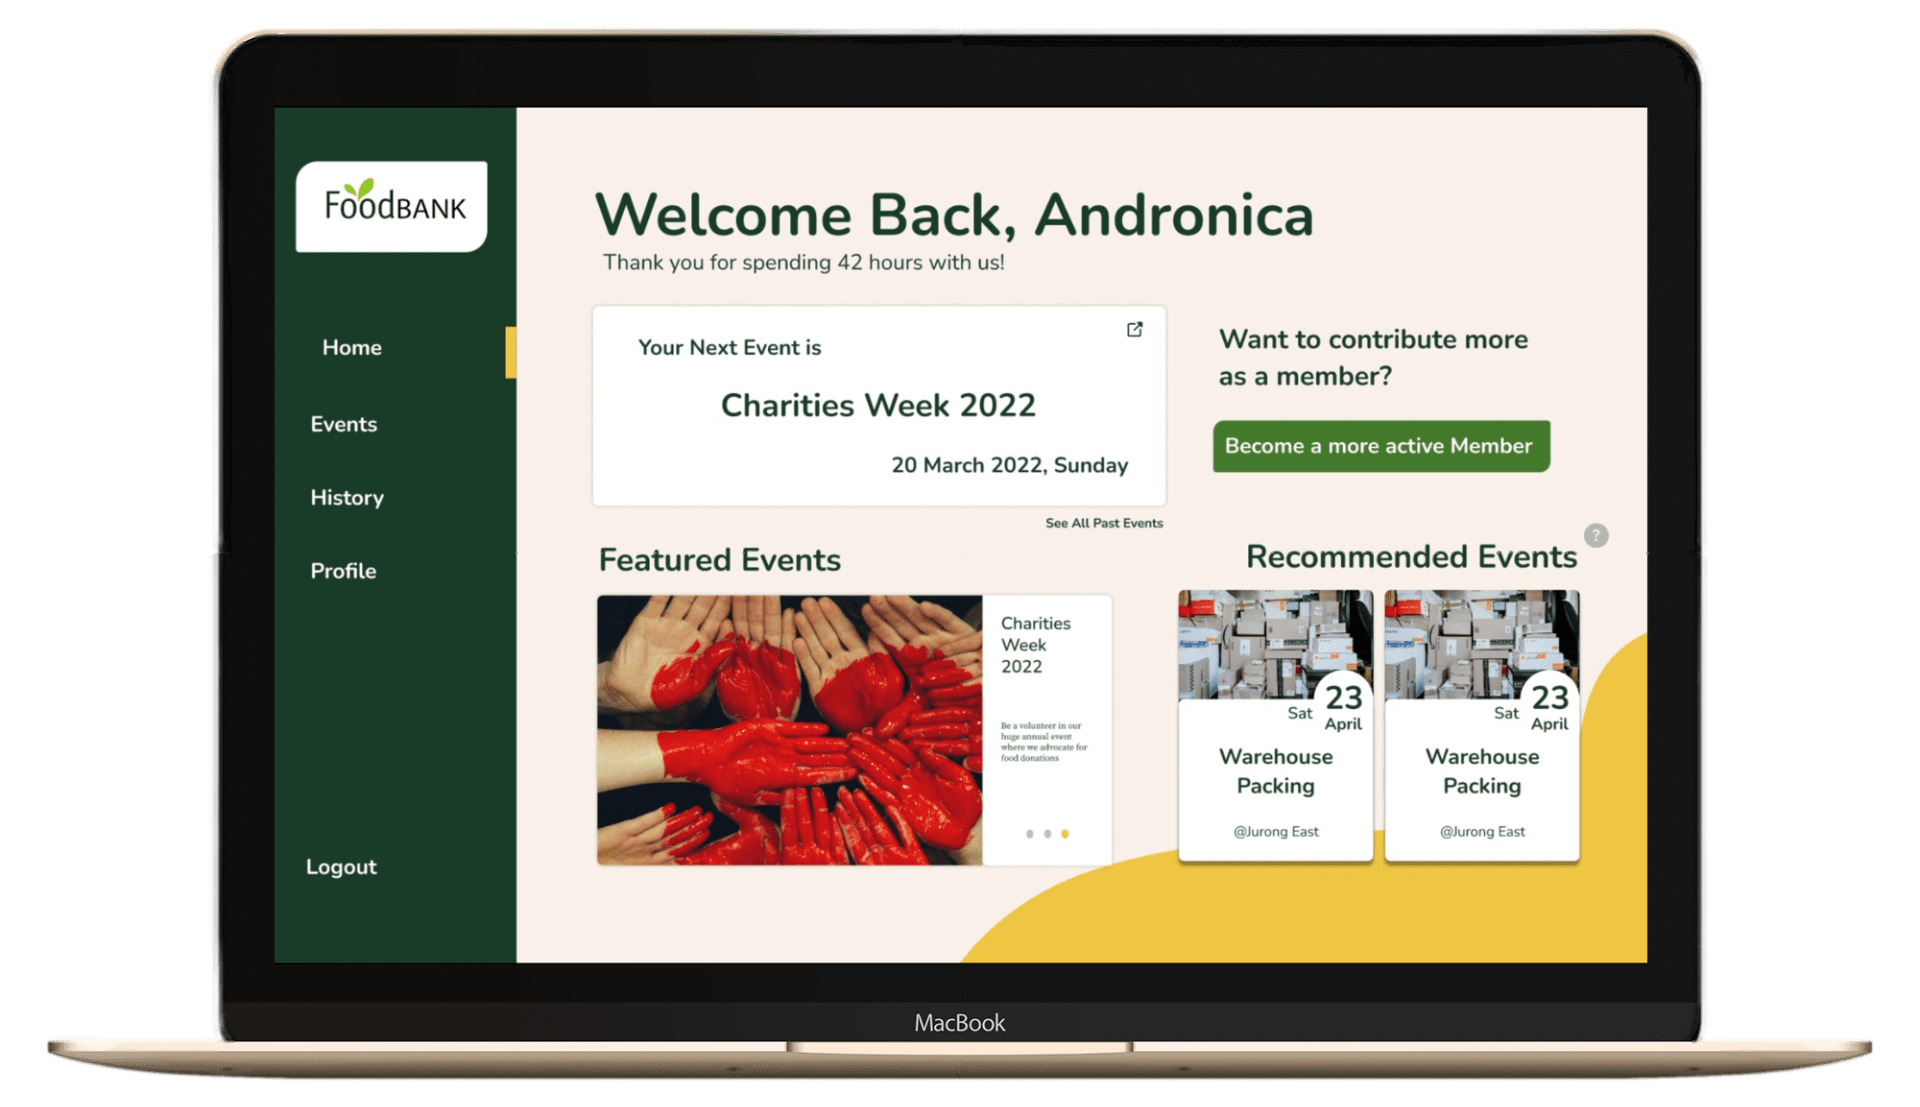 FoodBANK
Home
Events
History
Profile
Logout
Welcome Back, Andronica
Thank you for spending 42 hours with us!
Your Next Event is
Charities Week 2022
20 March 2022, Sunday
See All Past Events
Want to contribute more
as a member?
Become a more active Member
Featured Events
Charities
Week
2022
Be a volunteer in our
huge annual event
where we advocate for
food donations
Recommended Events
?
Sat
23
April
Warehouse
Packing
@Jurong East
Sat
23
April
Warehouse
Packing
@Jurong East
MacBook